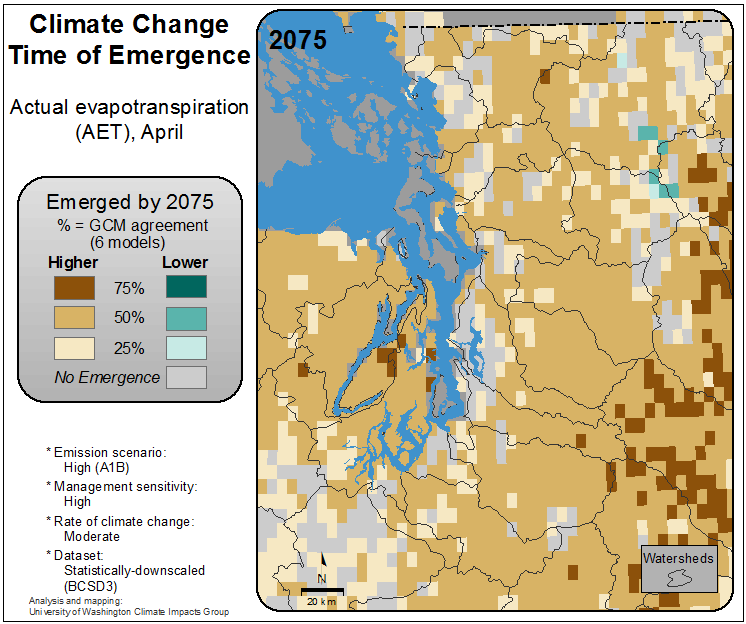 Climate Change
Time of Emergence
Actual evapotranspiration
(AET), April
Emerged by 2075
% = GCM agreement
(6 models)
Higher Lower
75%
50%
25%
No Emergence
* Emission scenario:
High (A1B)
* Management sensitivity:
High
* Rate of climate change:
Moderate
* Dataset:
Statistically-downscaled
(BCSD3)
Analysis and mapping:
University of Washington Climate Impacts Group
2075
N
20 km
Watersheds